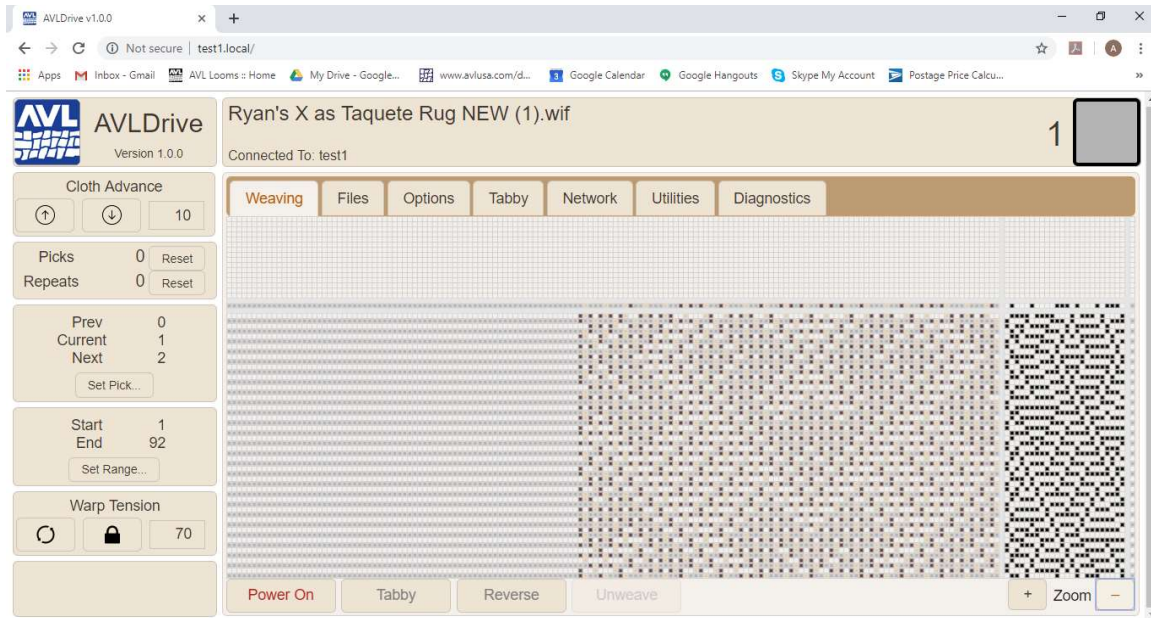 AVLDrive v1.0.0
Not secure | test1.local/
A
Apps
Inbox - Gmail
AVL Looms :: Home
My Drive - Google...
www.avlusa.com/d...
3
Google Calendar
Google Hangouts
Skype My Account
Postage Price Calcu...
»
AVL
AVLDrive
Version 1.0.0
Ryan's X as Taquete Rug NEW (1).wif
Connected To: test1
1
Cloth Advance
10
Picks 0 Reset
Repeats 0 Reset
Prev 0
Current 1
Next 2
Set Pick...
Start 1
End 92
Set Range...
Warp Tension
70
Weaving Files Options Tabby Network Utilities Diagnostics
Power On Tabby Reverse Unweave + Zoom −